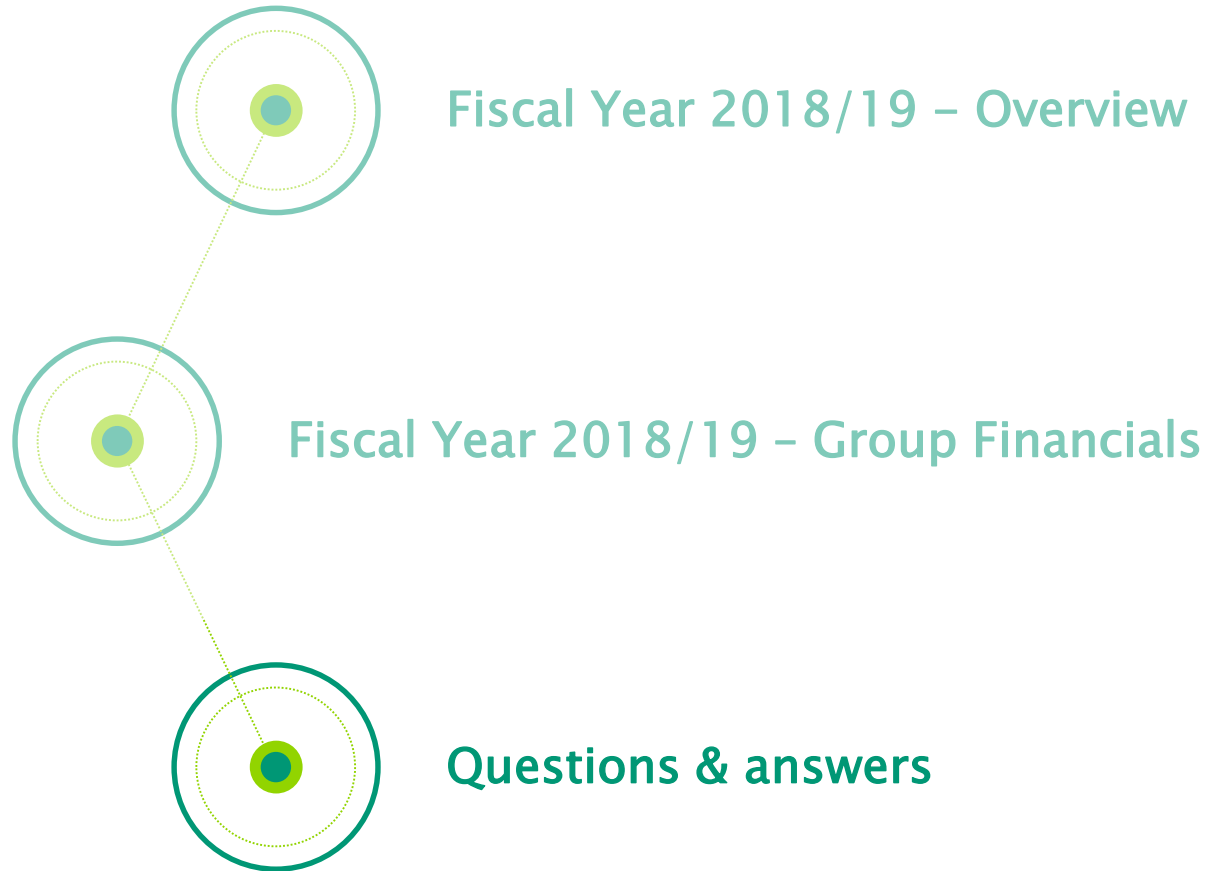 Fiscal Year 2018/19 – Overview
Fiscal Year 2018/19 – Group Financials
Questions & answers